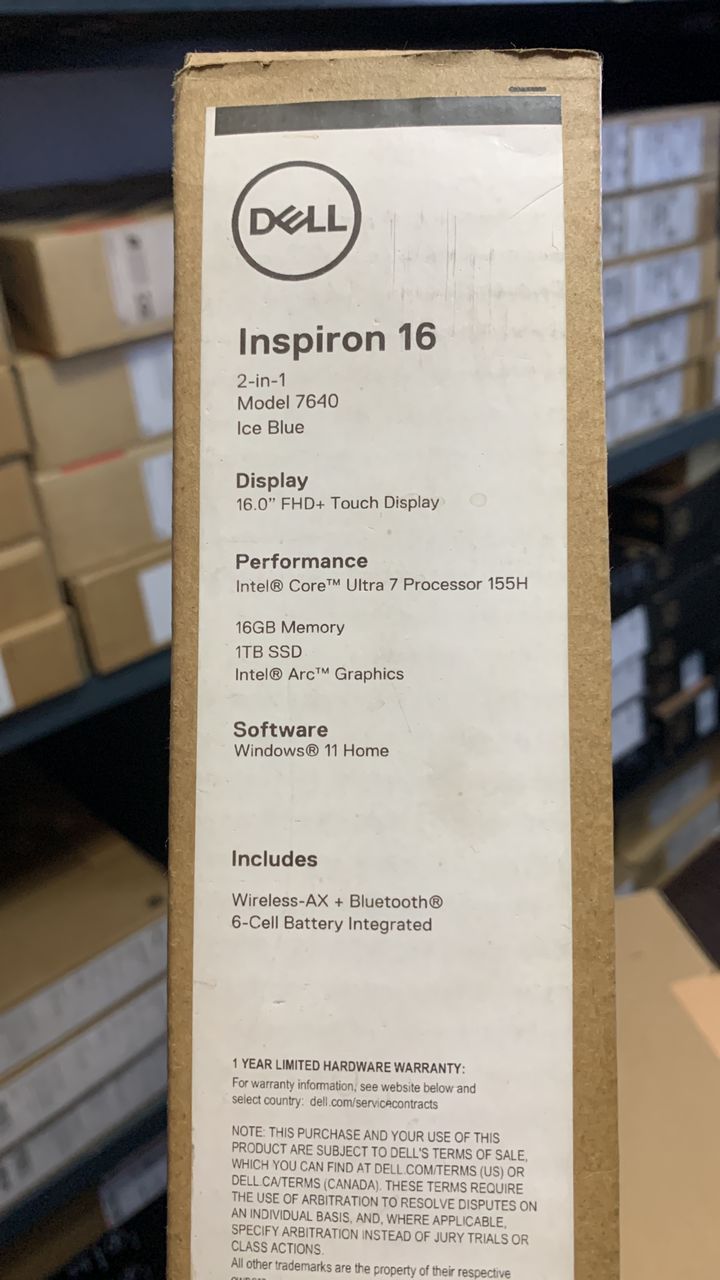 DELL
Inspiron 16
2-in-1
Model 7640
Ice Blue
Display
16.0" FHD+ Touch Display
Performance
Intel® Core™ Ultra 7 Processor 155H
16GB Memory
1TB SSD
Intel® Arc™ Graphics
Software
Windows® 11 Home
Includes
Wireless-AX + Bluetooth®
6-Cell Battery Integrated
1 YEAR LIMITED HARDWARE WARRANTY:
For warranty information, see website below and
select country: dell.com/servicecontracts
NOTE: THIS PURCHASE AND YOUR USE OF THIS
PRODUCT ARE SUBJECT TO DELL'S TERMS OF SALE,
WHICH YOU CAN FIND AT DELL.COM/TERMS (US) OR
DELL.CA/TERMS (CANADA). THESE TERMS REQUIRE
THE USE OF ARBITRATION TO RESOLVE DISPUTES ON
AN INDIVIDUAL BASIS, AND, WHERE APPLICABLE,
SPECIFY ARBITRATION INSTEAD OF JURY TRIALS OR
CLASS ACTIONS.
All other trademarks are the property of their respective